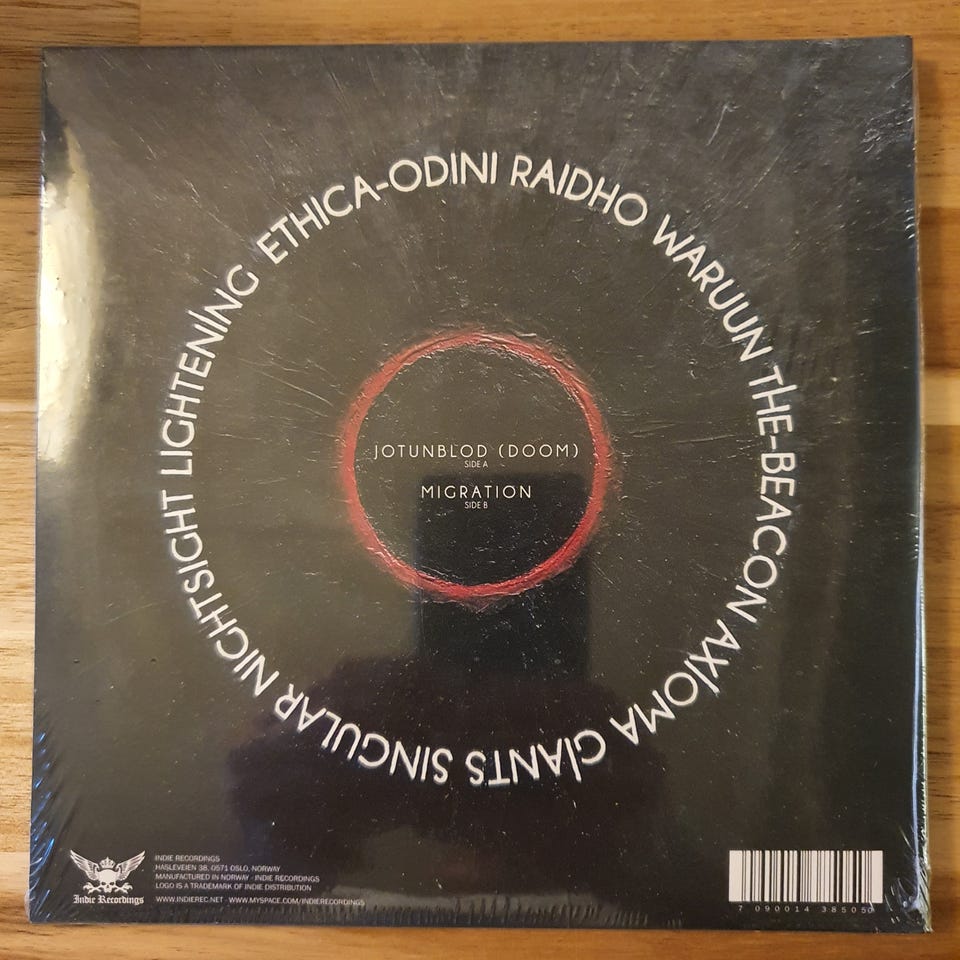 ETHICA-ODINI RAIDHO WARUUN THE-BEACON AXIOMA GIANTS SINGULAR NIGHTSIGHT LIGHTENING
JOTUNBLOD (DOOM)
SIDE A
MIGRATION
SIDE B
Indie Recordings
INDIE RECORDINGS
HASLEVEIEN 38, 0571 OSLO, NORWAY
MANUFACTURED IN NORWAY · INDIE RECORDINGS
LOGO IS A TRADEMARK OF INDIE DISTRIBUTION
WWW.INDIEREC.NET · WWW.MYSPACE.COM/INDIERECORDINGS
7 090014 385050